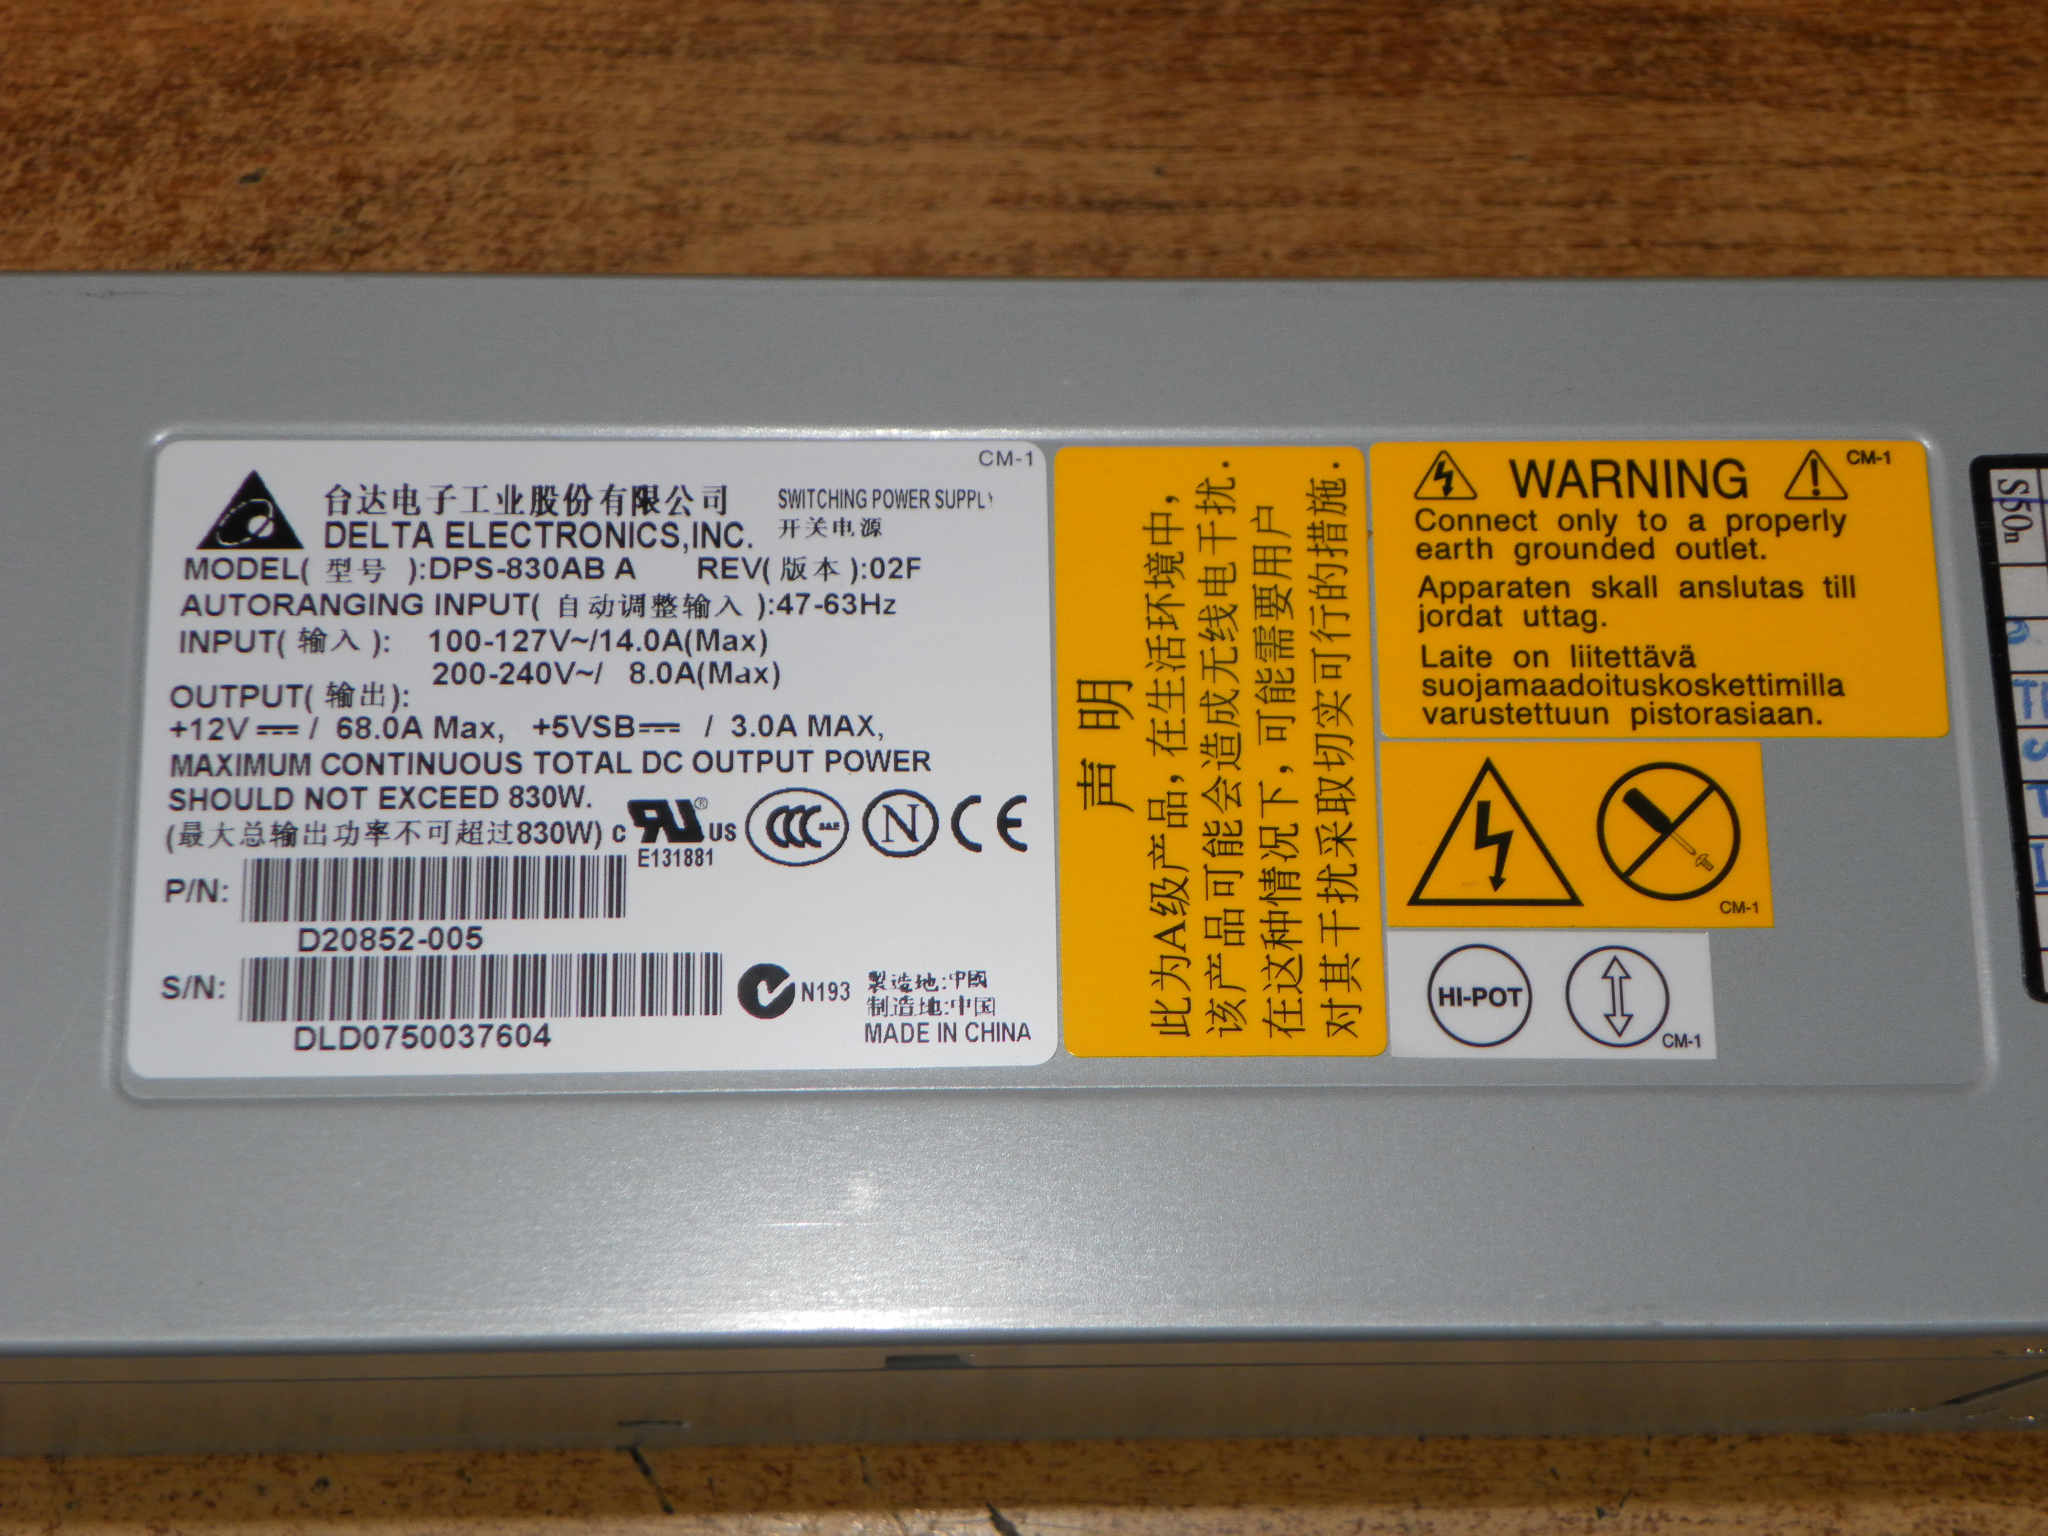 CM-1
台达电子工业股份有限公司
SWITCHING POWER SUPPLY
DELTA ELECTRONICS,INC.
开关电源
MODEL( 型号 ):DPS-830AB A REV( 版本 ):02F
AUTORANGING INPUT( 自动调整输入 ):47-63Hz
INPUT( 输入 ): 100-127V~/14.0A(Max)
200-240V~/ 8.0A(Max)
OUTPUT( 输出):
+12V⎓ / 68.0A Max, +5VSB⎓ / 3.0A MAX,
MAXIMUM CONTINUOUS TOTAL DC OUTPUT POWER
SHOULD NOT EXCEED 830W.
(最大总输出功率不可超过830W)
c RU ® US
E131881
CCC S&E
N
CE
P/N:
D20852-005
S/N:
DLD0750037604
N193
製造地:中國
制造地:中国
MADE IN CHINA
声明
此为A级产品,在生活环境中,
该产品可能会造成无线电干扰.
在这种情况下,可能需要用户
对其干扰采取切实可行的措施.
WARNING
CM-1
Connect only to a properly
earth grounded outlet.
Apparaten skall anslutas till
jordat uttag.
Laite on liitettävä
suojamaadoituskoskettimilla
varustettuun pistorasiaan.
CM-1
HI-POT
CM-1
S50n